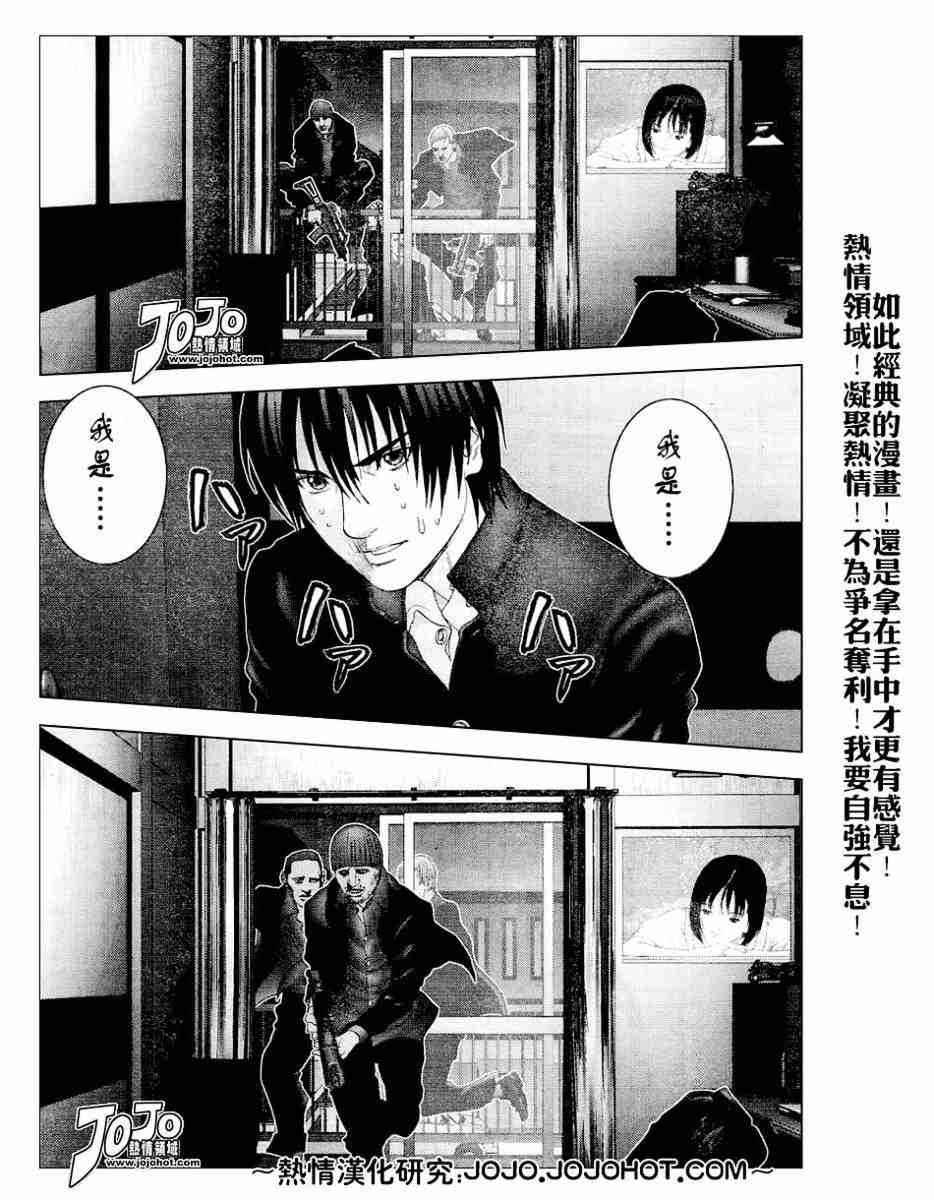 JOJO
熱情領域
www.jojohot.com
我是……
ハァ
ハァ
我是……
ハァ
ハァ
如此經典的漫畫！還是拿在手中才更有感覺！
熱情領域！凝聚熱情！不為爭名奪利！我要自強不息！
JOJO
熱情領域
www.jojohot.com
～熱情漢化研究:JOJO.JOJOHOT.COM～